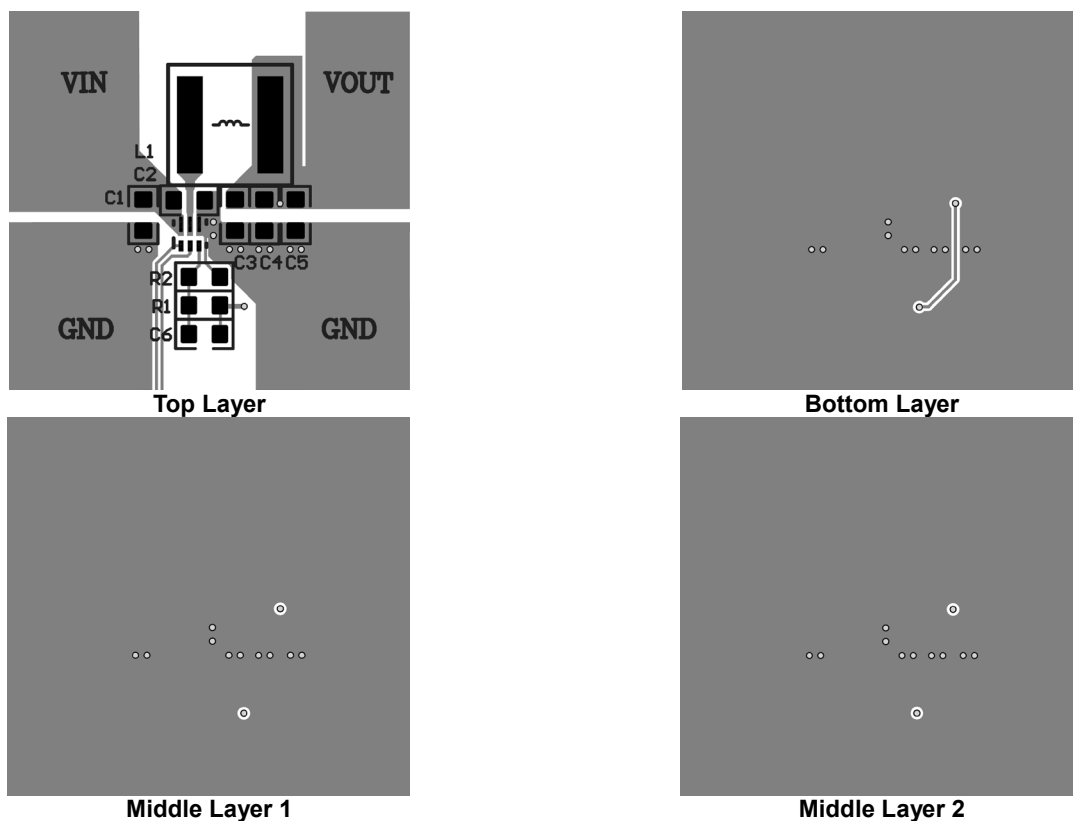 VIN
VOUT
L1
C2
C1
C3 C4 C5
R2
R1
GND
GND
C6
Top Layer
Bottom Layer
Middle Layer 1
Middle Layer 2